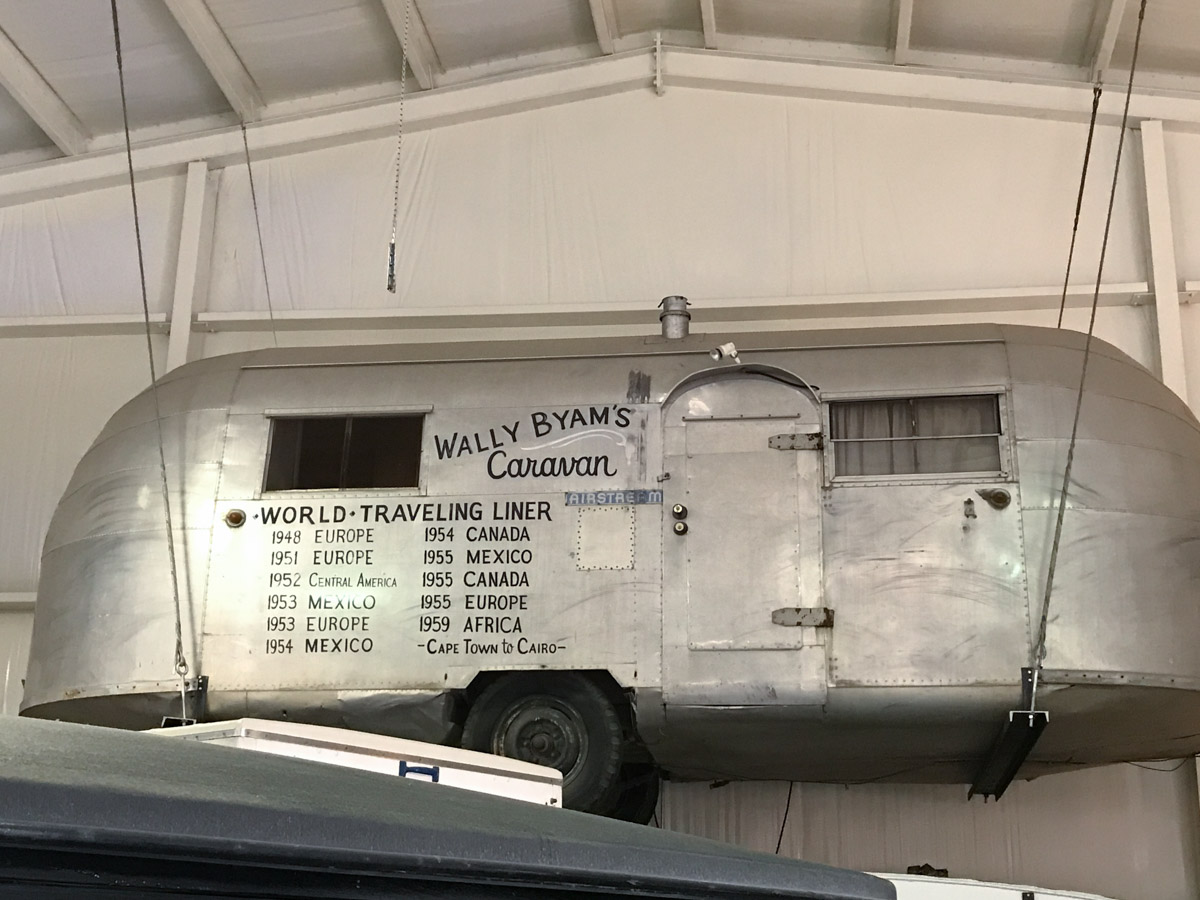 WALLY BYAM'S
Caravan
AIRSTREAM
·WORLD·TRAVELING LINER
1948 EUROPE
1951 EUROPE
1952 CENTRAL AMERICA
1953 MEXICO
1953 EUROPE
1954 MEXICO
1954 CANADA
1955 MEXICO
1955 CANADA
1955 EUROPE
1959 AFRICA
-CAPE TOWN to CAIRO-